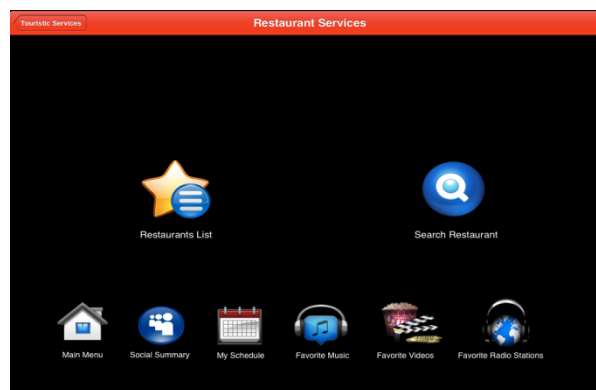 Touristic Services
Restaurant Services
Restaurants List
Search Restaurant
Main Menu
Social Summary
My Schedule
Favorite Music
Favorite Videos
Favorite Radio Stations